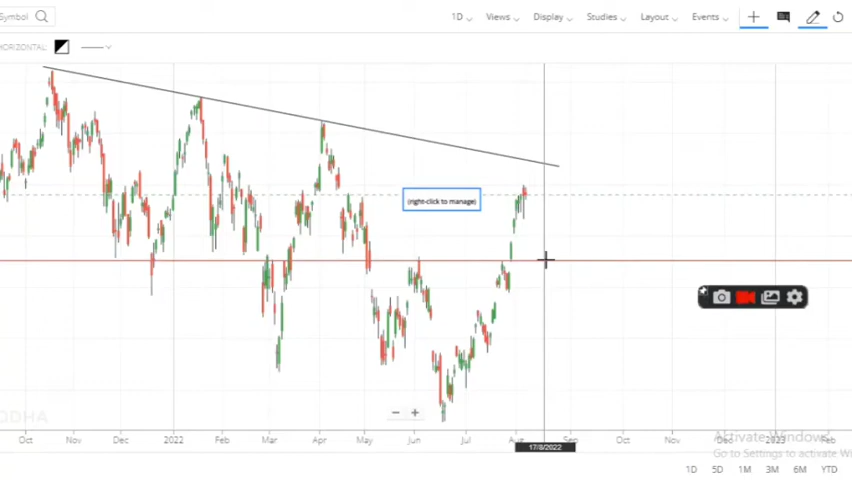 Symbol
1D Views Display Studies Layout Events
HORIZONTAL:
(right-click to manage)
ODHA
Oct Nov Dec 2022 Feb Mar Apr May Jun Jul Aug Sep Oct Nov 2023 Feb
17/8/2022
Activate Windows
Go to Settings to activate Wi
1D 5D 1M 3M 6M YTD